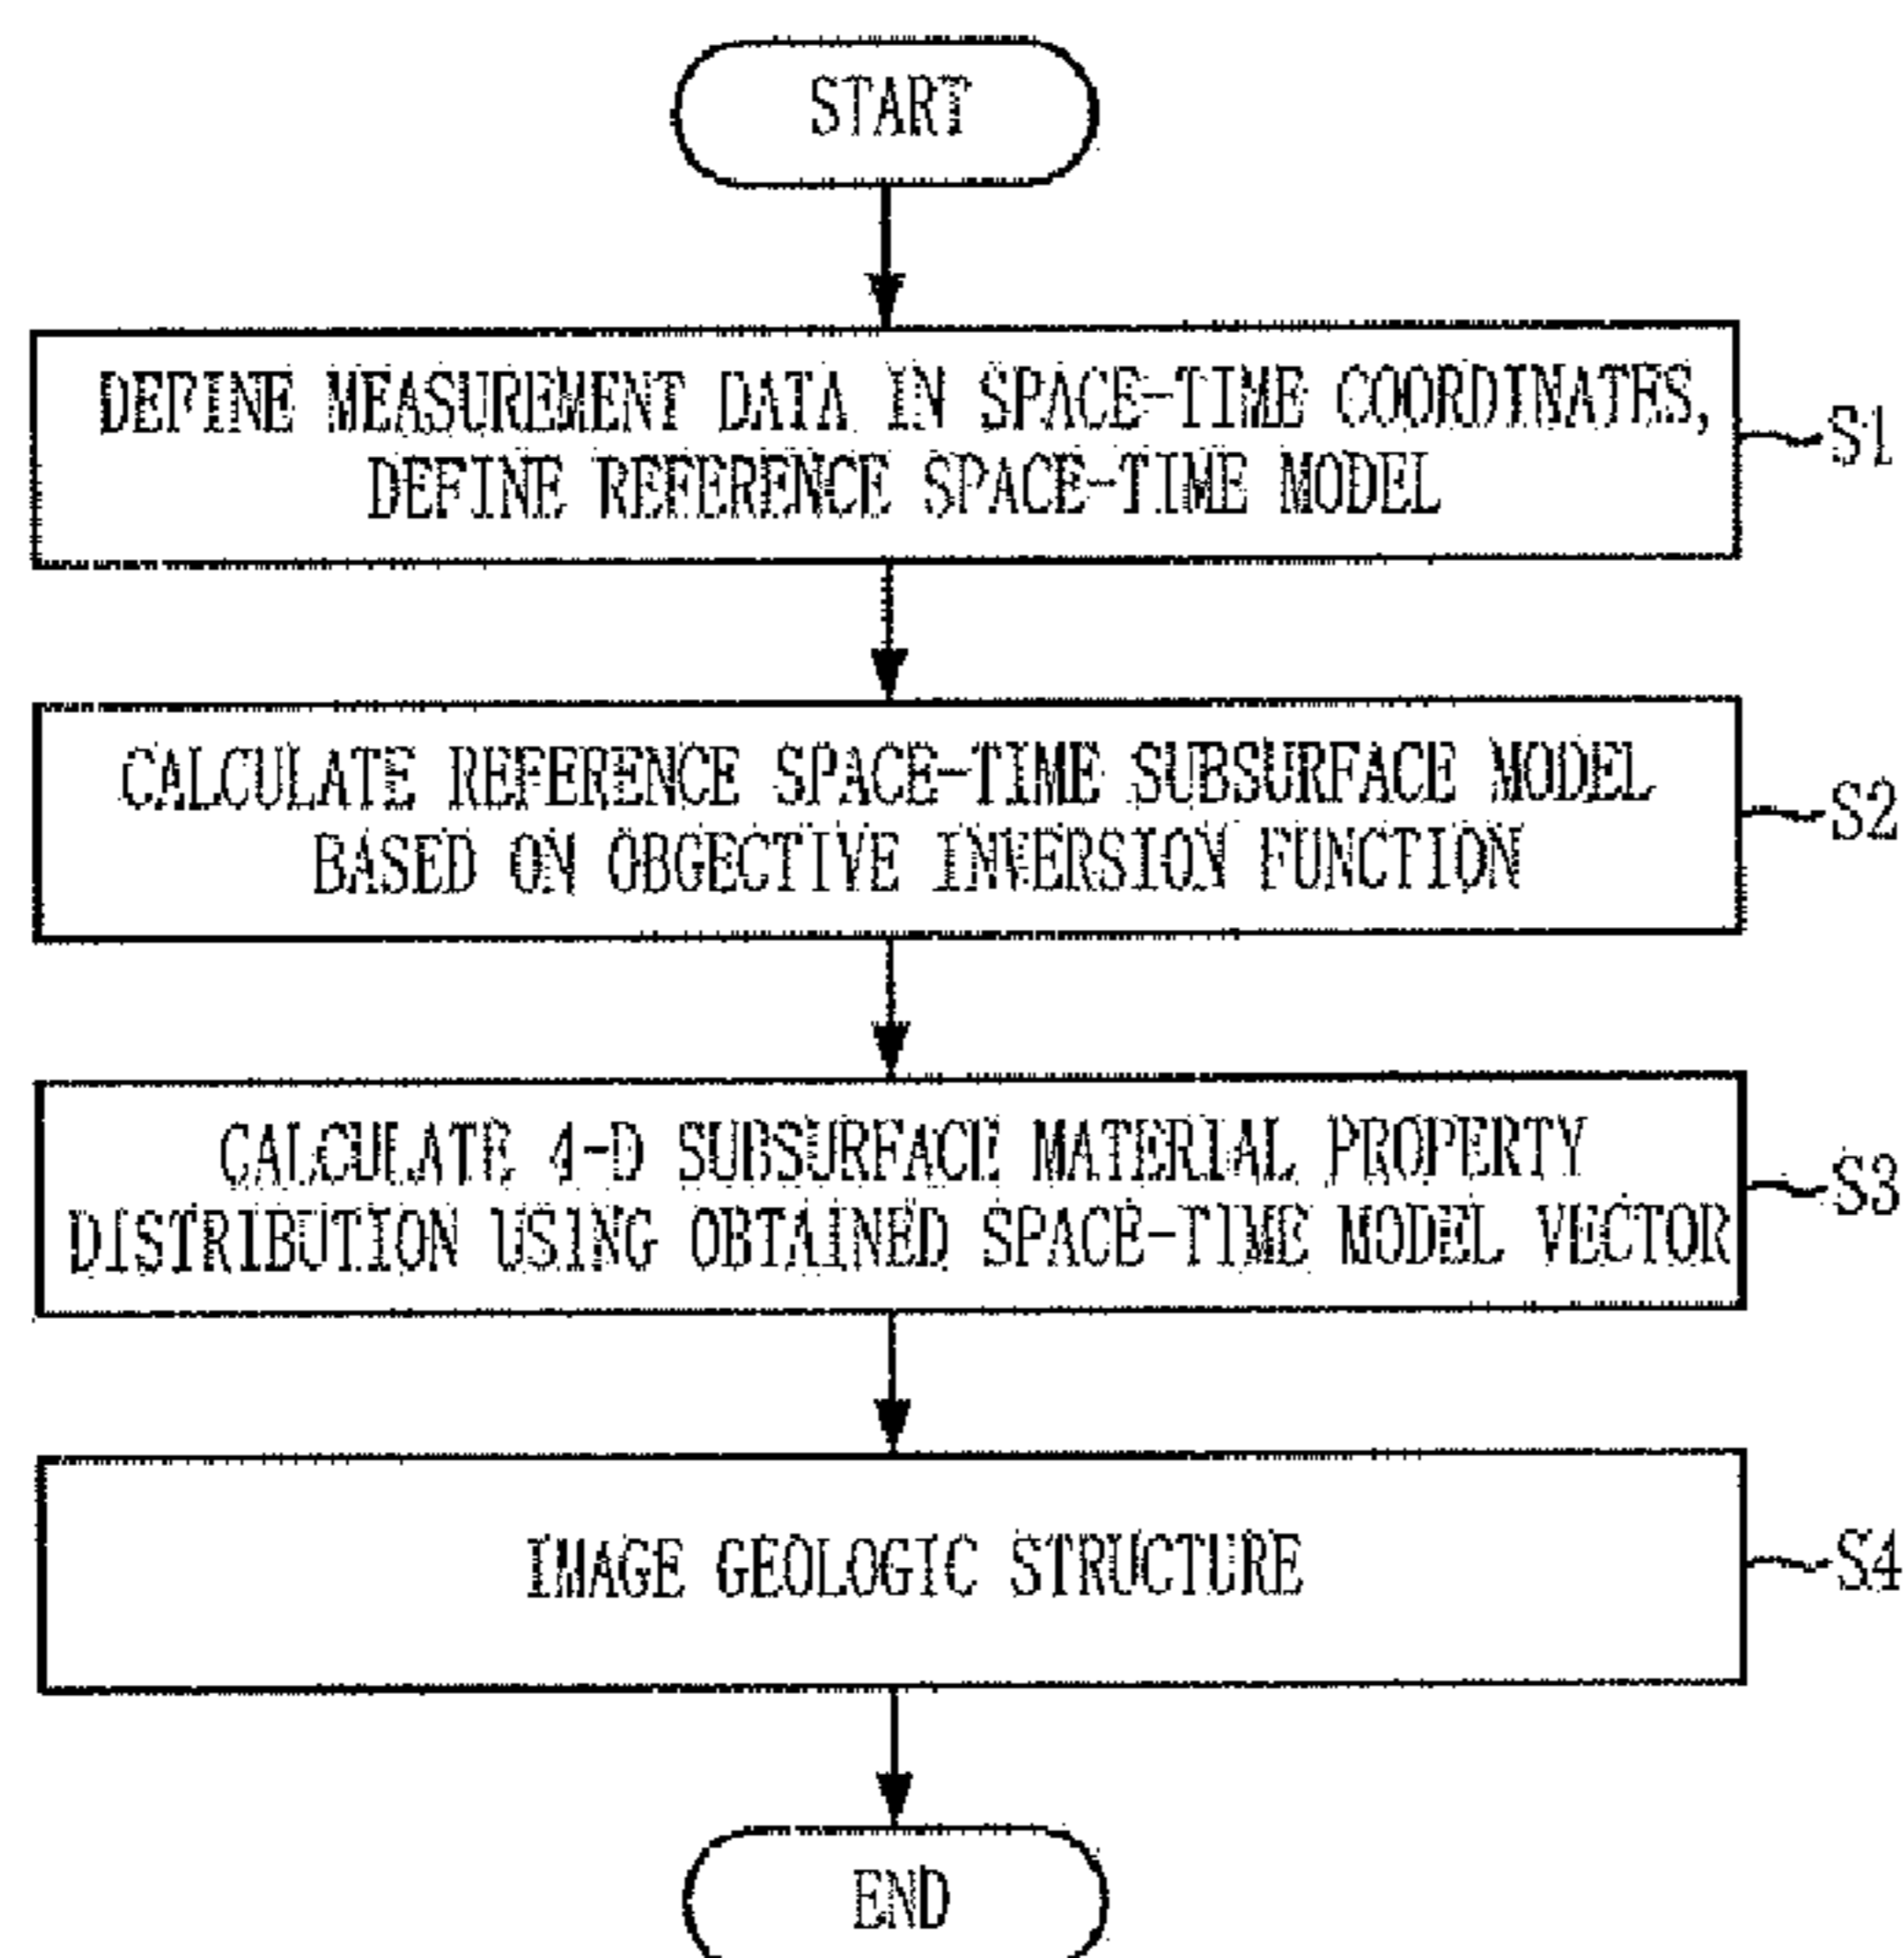 START
DEFINE MEASUREMENT DATA IN SPACE-TIME COORDINATES,
DEFINE REFERENCE SPACE-TIME MODEL
S1
CALCULATE REFERENCE SPACE-TIME SUBSURFACE MODEL
BASED ON OBGECTIVE INVERSION FUNCTION
S2
CALCULATE 4-D SUBSURFACE MATERIAL PROPERTY
DISTRIBUTION USING OBTAINED SPACE-TIME MODEL VECTOR
S3
IMAGE GEOLOGIC STRUCTURE
S4
END